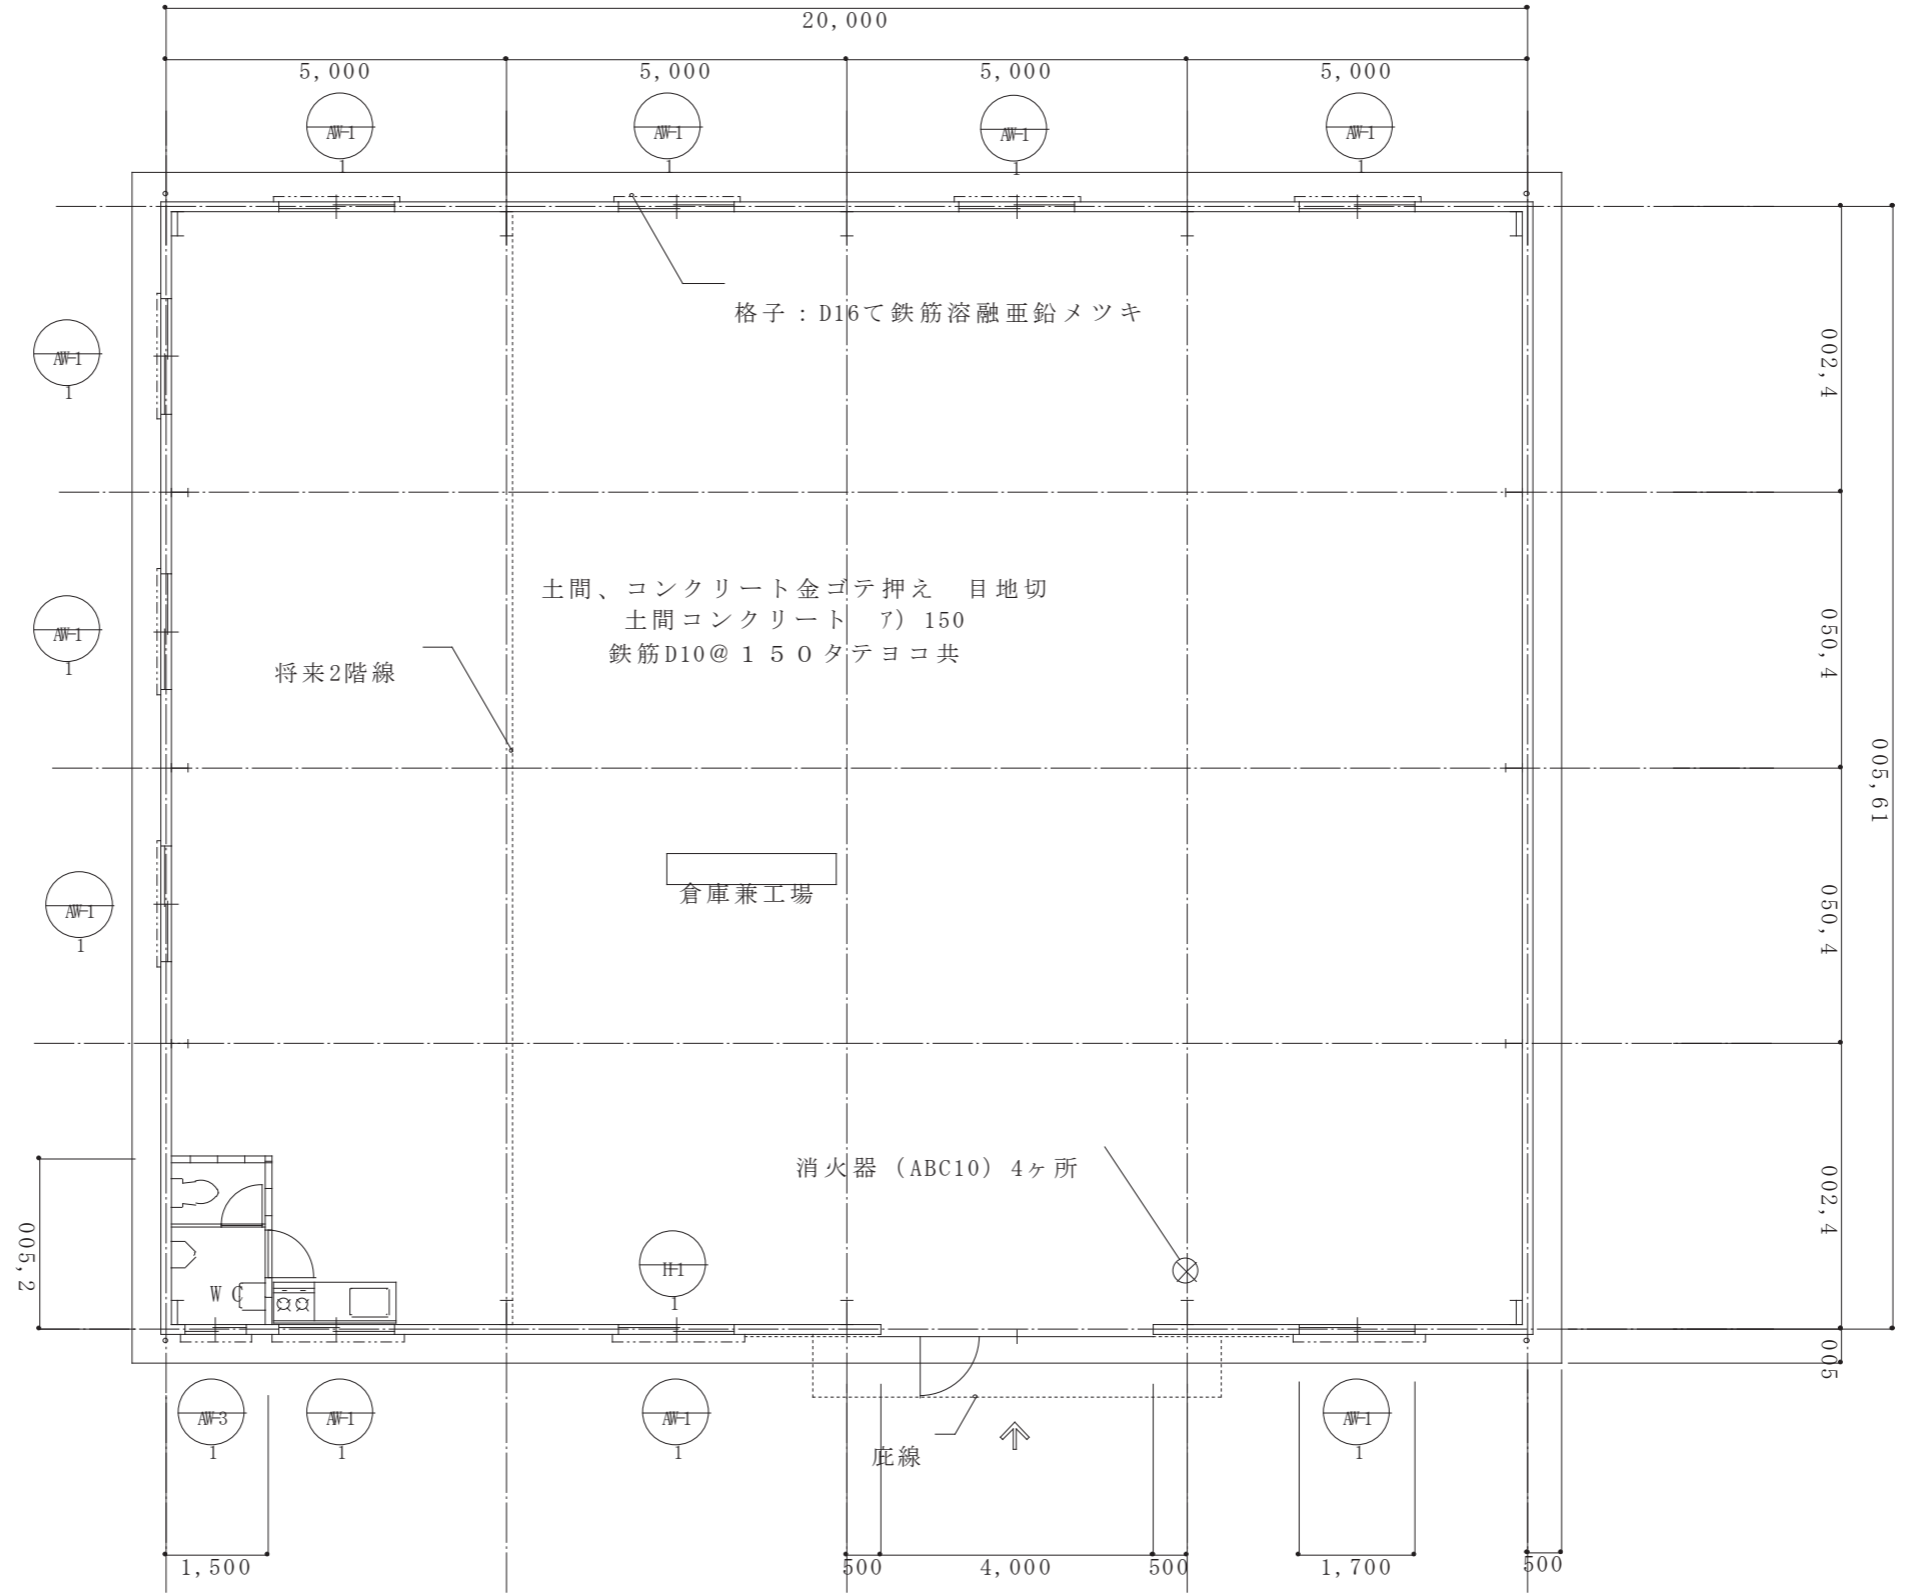 20,000
5,000
5,000
5,000
5,000
AW-1
1
AW-1
1
AW-1
1
AW-1
1
格子：D16て鉄筋溶融亜鉛メツキ
AW-1
1
002,4
土間、コンクリート金ゴテ押え　目地切
土間コンクリート　ア）150
鉄筋D10@１５０タテヨコ共
将来2階線
AW-1
1
050,4
005,61
倉庫兼工場
AW-1
1
050,4
消火器（ABC10）4ヶ所
002,4
005,2
WC
H-1
1
005
AW-3
1
AW-1
1
AW-1
1
庇線
AW-1
1
1,500
500
4,000
500
1,700
500